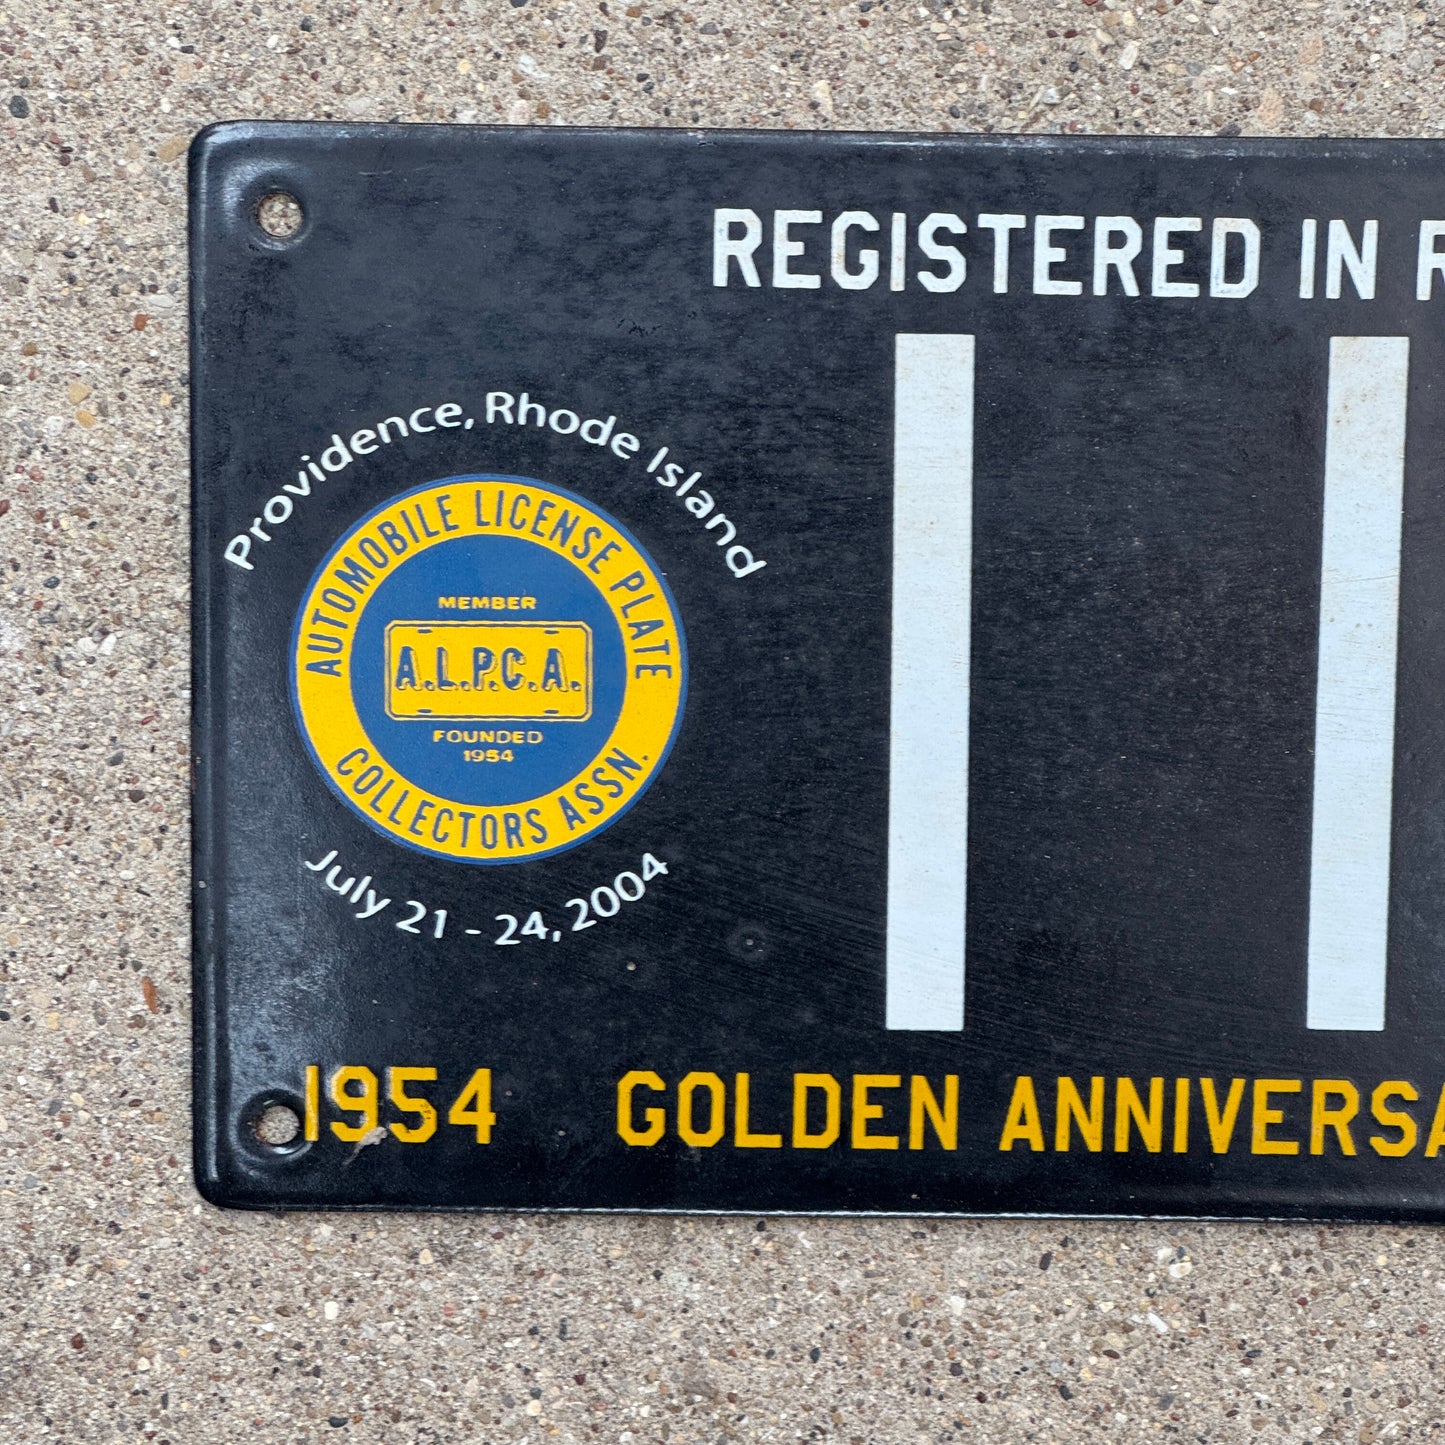 REGISTERED IN R
Providence, Rhode Island
AUTOMOBILE LICENSE PLATE
MEMBER
A.L.P.C.A.
FOUNDED
1954
COLLECTORS ASSN.
July 21 - 24, 2004
11
1954 GOLDEN ANNIVERSA